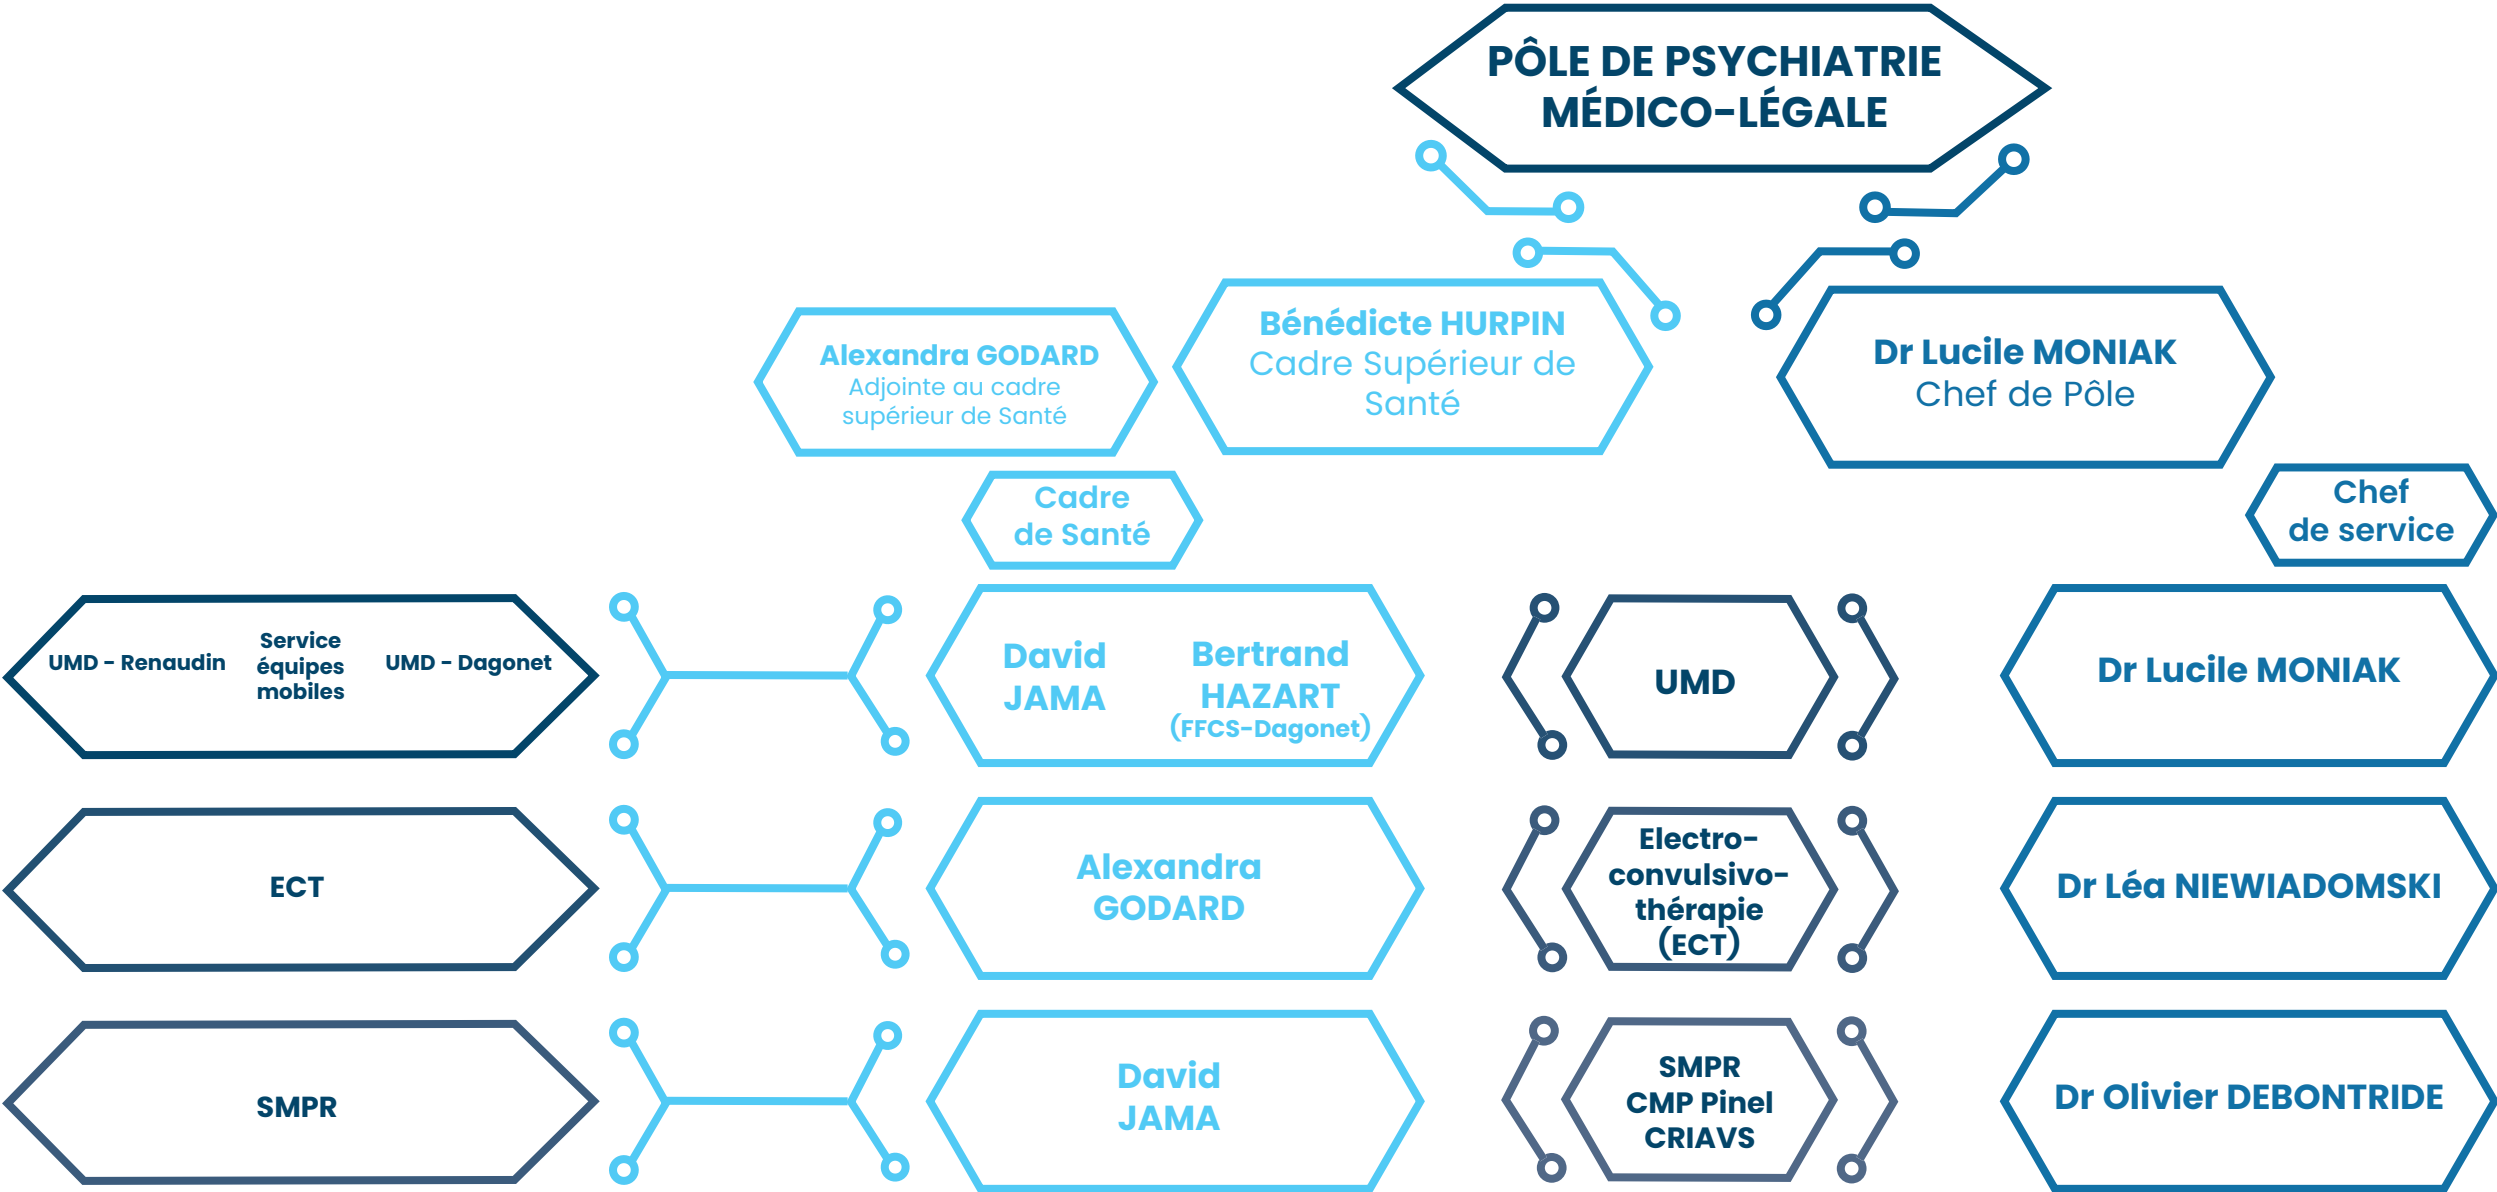 PÔLE DE PSYCHIATRIE
MÉDICO-LÉGALE
Alexandra GODARD
Adjointe au cadre
supérieur de Santé
Bénédicte HURPIN
Cadre Supérieur de
Santé
Dr Lucile MONIAK
Chef de Pôle
Cadre
de Santé
Chef
de service
UMD - Renaudin
Service
équipes
mobiles
UMD - Dagonet
David
JAMA
Bertrand
HAZART
(FFCS-Dagonet)
UMD
Dr Lucile MONIAK
ECT
Alexandra
GODARD
Electro-
convulsivo-
thérapie
(ECT)
Dr Léa NIEWIADOMSKI
SMPR
David
JAMA
SMPR
CMP Pinel
CRIAVS
Dr Olivier DEBONTRIDE